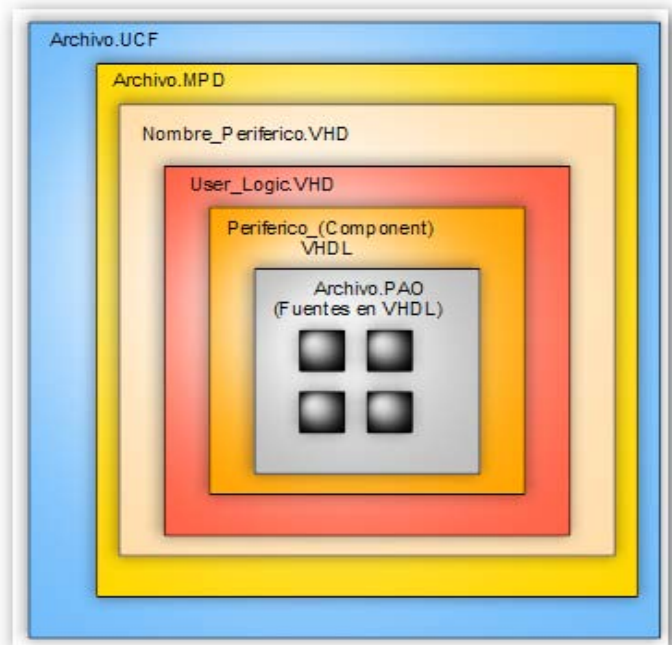 Archivo.UCF
Archivo.MPD
Nombre_Periferico.VHD
User_Logic.VHD
Periferico_(Component)
VHDL
Archivo.PAO
(Fuentes en VHDL)